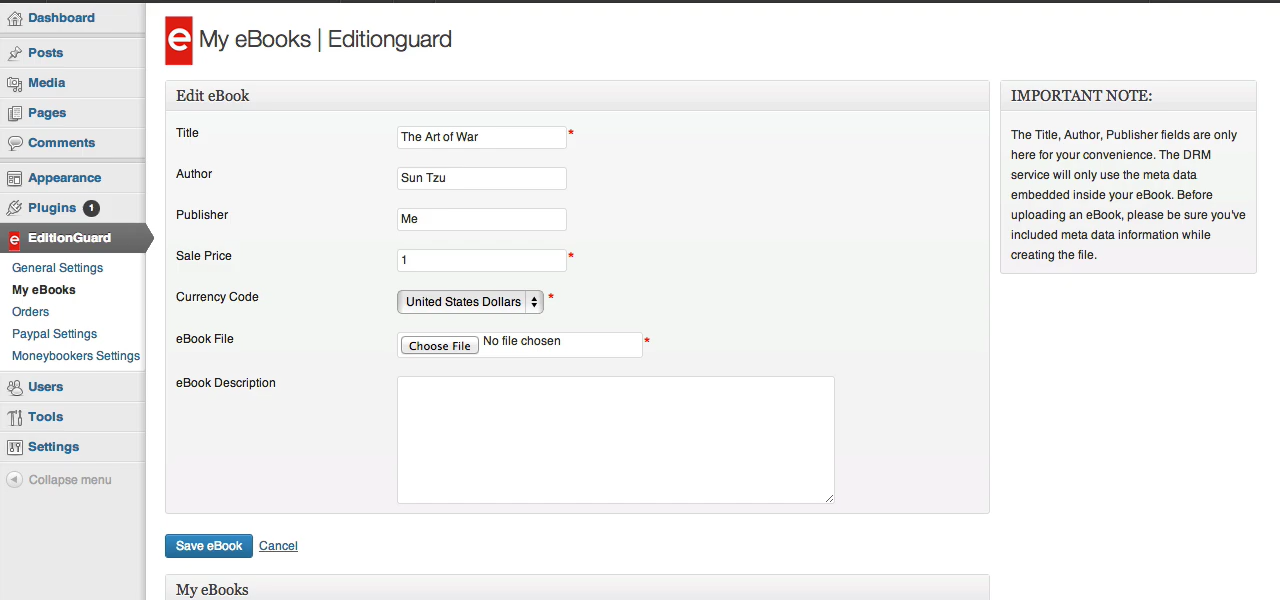 Dashboard
Posts
Media
Pages
Comments
Appearance
Plugins 1
e EditionGuard
General Settings
My eBooks
Orders
Paypal Settings
Moneybookers Settings
Users
Tools
Settings
Collapse menu
e My eBooks | Editionguard
Edit eBook
Title The Art of War *
Author Sun Tzu
Publisher Me
Sale Price 1 *
Currency Code United States Dollars *
eBook File Choose File No file chosen *
eBook Description
Save eBook Cancel
My eBooks
IMPORTANT NOTE:
The Title, Author, Publisher fields are only
here for your convenience. The DRM
service will only use the meta data
embedded inside your eBook. Before
uploading an eBook, please be sure you've
included meta data information while
creating the file.